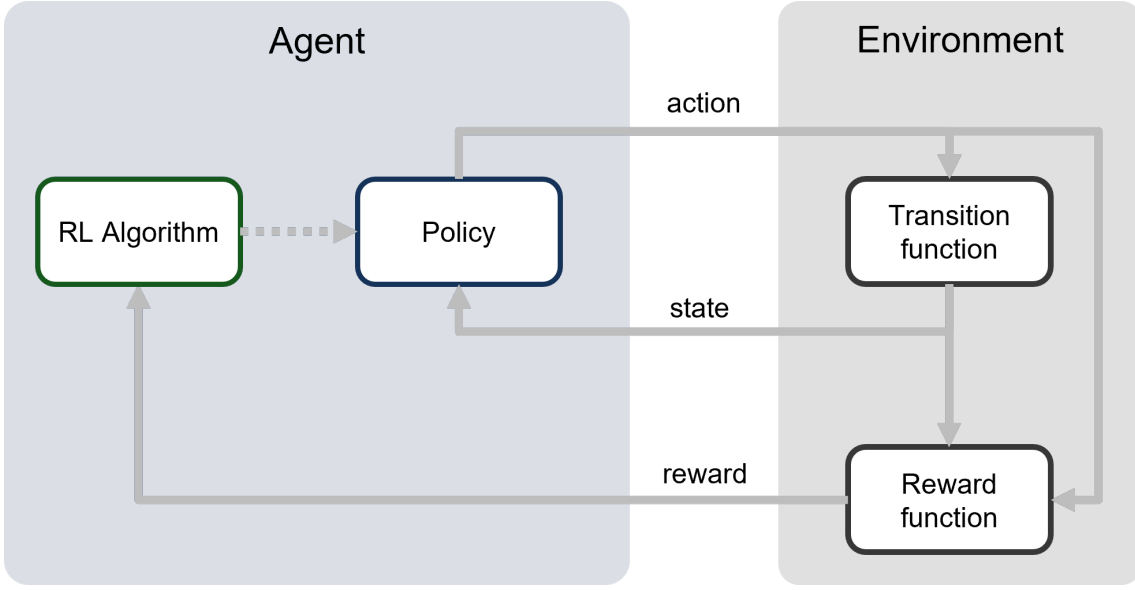 Agent
Environment
action
RL Algorithm
Policy
Transition
function
state
reward
Reward
function